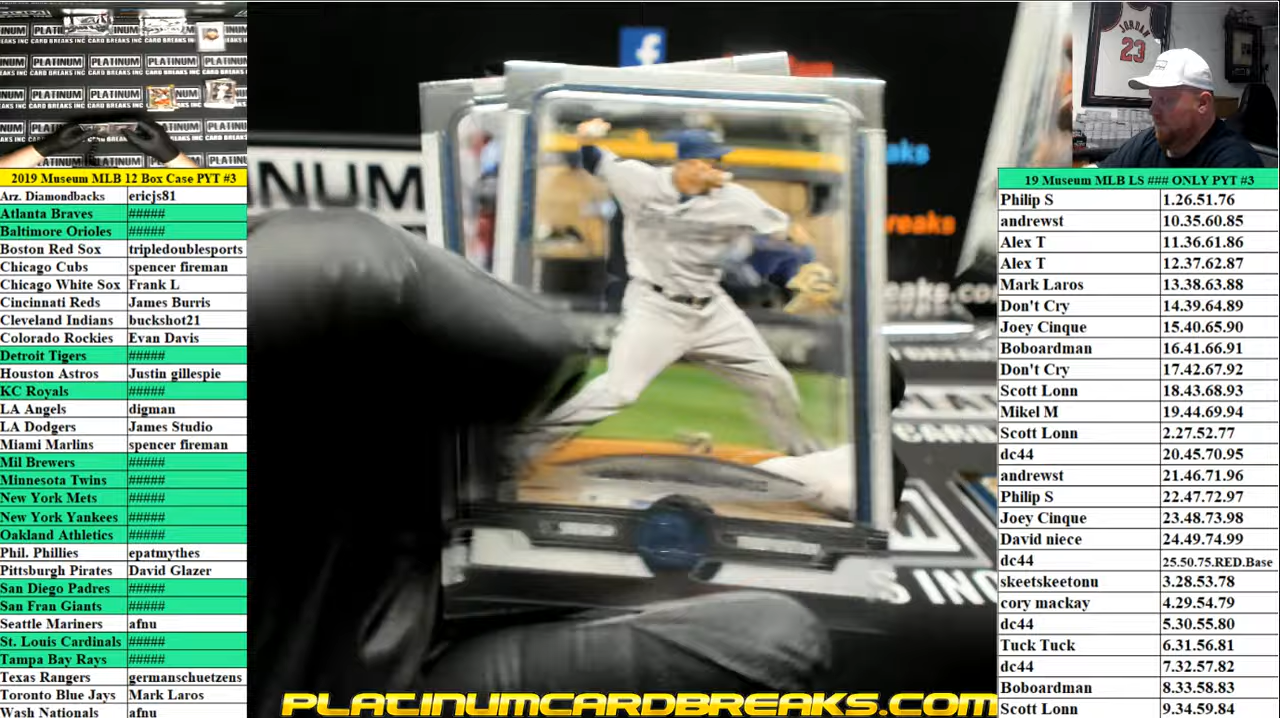 2019 Museum MLB 12 Box Case PYT #3
Arz. Diamondbacks ericjs81
Atlanta Braves #####
Baltimore Orioles #####
Boston Red Sox tripledoublesports
Chicago Cubs spencer fireman
Chicago White Sox Frank L
Cincinnati Reds James Burris
Cleveland Indians buckshot21
Colorado Rockies Evan Davis
Detroit Tigers #####
Houston Astros Justin gillespie
KC Royals #####
LA Angels digman
LA Dodgers James Studio
Miami Marlins spencer fireman
Mil Brewers #####
Minnesota Twins #####
New York Mets #####
New York Yankees #####
Oakland Athletics #####
Phil. Phillies epatmythes
Pittsburgh Pirates David Glazer
San Diego Padres #####
San Fran Giants #####
Seattle Mariners afnu
St. Louis Cardinals #####
Tampa Bay Rays #####
Texas Rangers germanschuetzens
Toronto Blue Jays Mark Laros
Wash Nationals afnu
PLATINUM
CARD BREAKS INC
f
INUM
aks
reaks
eaks.co
S INC
PLATINUMCARDBREAKS.COM
JORDAN
23
19 Museum MLB LS ### ONLY PYT #3
Philip S 1.26.51.76
andrewst 10.35.60.85
Alex T 11.36.61.86
Alex T 12.37.62.87
Mark Laros 13.38.63.88
Don't Cry 14.39.64.89
Joey Cinque 15.40.65.90
Boboardman 16.41.66.91
Don't Cry 17.42.67.92
Scott Lonn 18.43.68.93
Mikel M 19.44.69.94
Scott Lonn 2.27.52.77
dc44 20.45.70.95
andrewst 21.46.71.96
Philip S 22.47.72.97
Joey Cinque 23.48.73.98
David niece 24.49.74.99
dc44 25.50.75.RED.Base
skeetskeetonu 3.28.53.78
cory mackay 4.29.54.79
dc44 5.30.55.80
Tuck Tuck 6.31.56.81
dc44 7.32.57.82
Boboardman 8.33.58.83
Scott Lonn 9.34.59.84